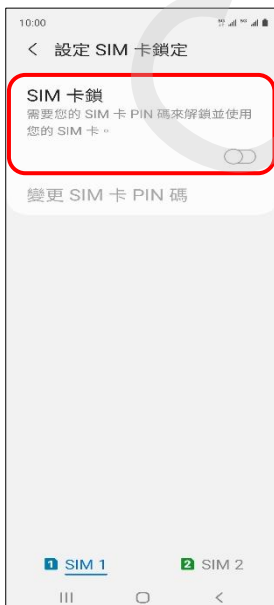 10:00
設定 SIM 卡鎖定
SIM 卡鎖
需要您的 SIM 卡 PIN 碼來解鎖並使用
您的 SIM 卡。
變更 SIM 卡 PIN 碼
1 SIM 1
2 SIM 2